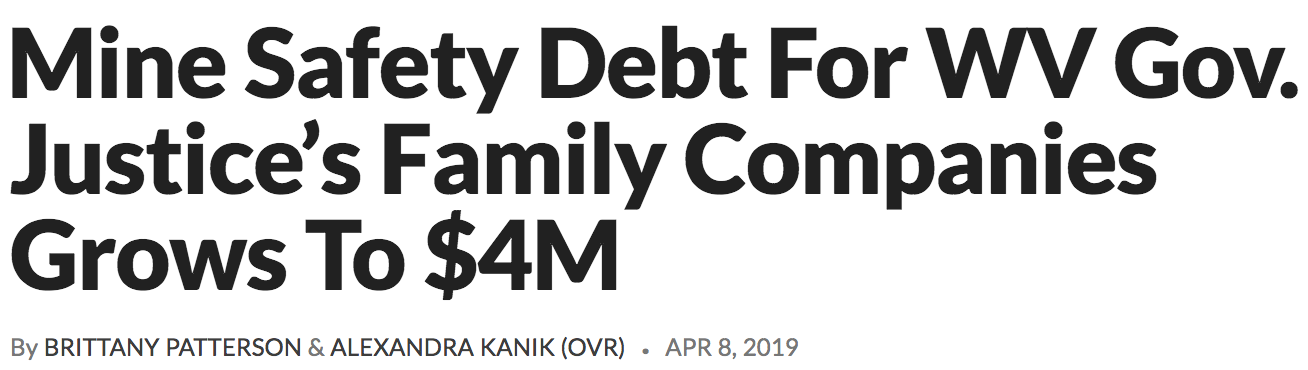 Mine Safety Debt For WV Gov.
Justice’s Family Companies
Grows To $4M
By BRITTANY PATTERSON & ALEXANDRA KANIK (OVR) • APR 8, 2019